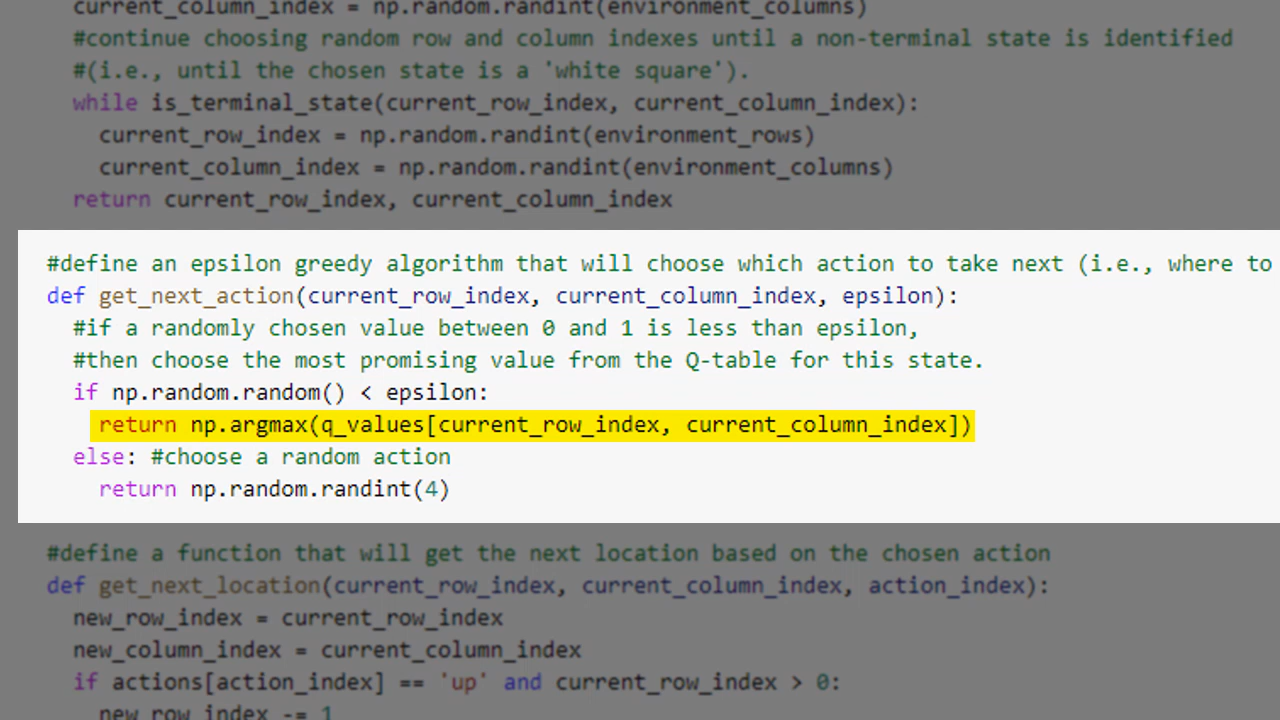 current_column_index = np.random.randint(environment_columns)
#continue choosing random row and column indexes until a non-terminal state is identified
#(i.e., until the chosen state is a 'white square').
while is_terminal_state(current_row_index, current_column_index):
current_row_index = np.random.randint(environment_rows)
current_column_index = np.random.randint(environment_columns)
return current_row_index, current_column_index
#define an epsilon greedy algorithm that will choose which action to take next (i.e., where to
def get_next_action(current_row_index, current_column_index, epsilon):
#if a randomly chosen value between 0 and 1 is less than epsilon,
#then choose the most promising value from the Q-table for this state.
if np.random.random() < epsilon:
return np.argmax(q_values[current_row_index, current_column_index])
else: #choose a random action
return np.random.randint(4)
#define a function that will get the next location based on the chosen action
def get_next_location(current_row_index, current_column_index, action_index):
new_row_index = current_row_index
new_column_index = current_column_index
if actions[action_index] == 'up' and current_row_index > 0:
new_row_index -= 1